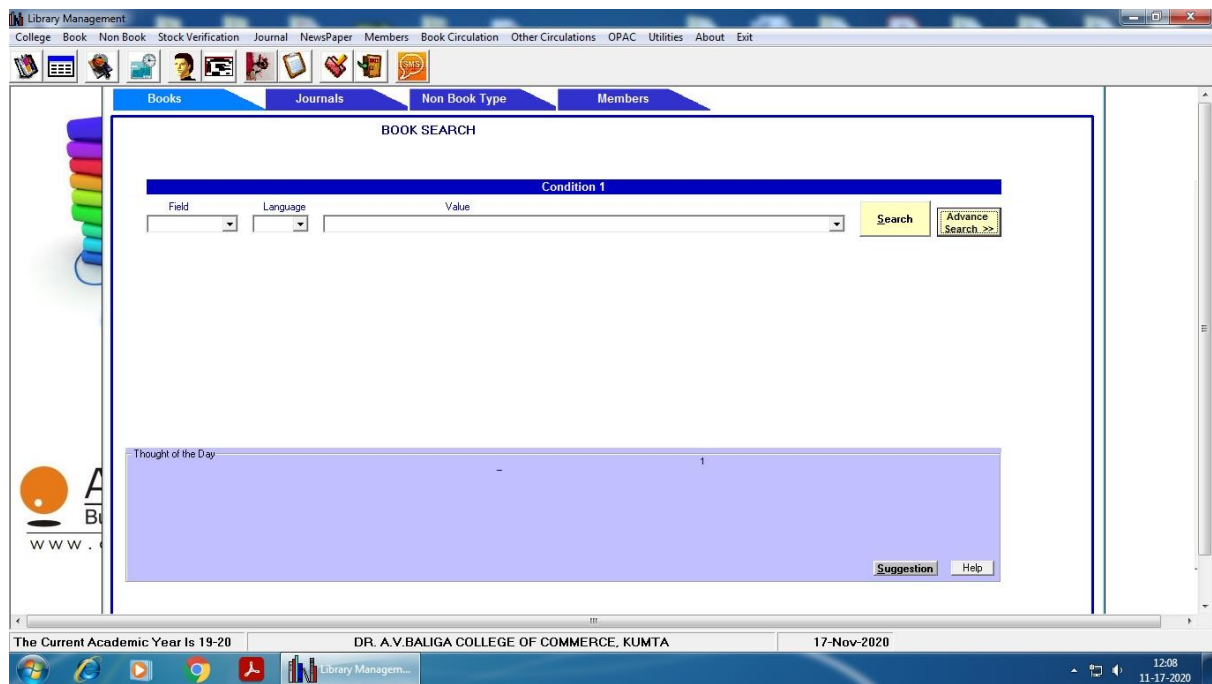 Library Management
College Book Non Book Stock Verification Journal NewsPaper Members Book Circulation Other Circulations OPAC Utilities About Exit
SMS
Books Journals Non Book Type Members
BOOK SEARCH
Condition 1
Field Language Value
Search Advance
Search >>
Thought of the Day
1
-
A
Bu
www.
Suggestion Help
The Current Academic Year Is 19-20 DR. A.V.BALIGA COLLEGE OF COMMERCE, KUMTA 17-Nov-2020
Library Managem...
12:08
11-17-2020